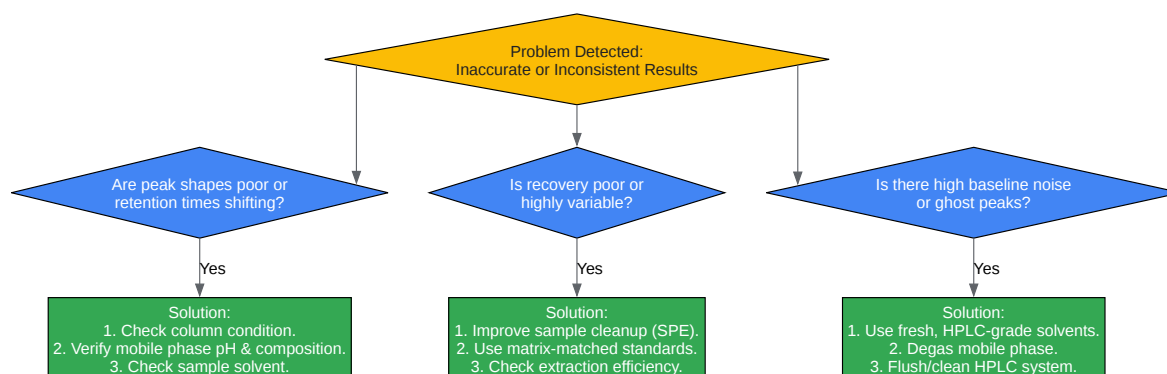 Problem Detected:
Inaccurate or Inconsistent Results
Are peak shapes poor or
retention times shifting?
Is recovery poor or
highly variable?
Is there high baseline noise
or ghost peaks?
Yes
Yes
Yes
Solution:
1. Check column condition.
2. Verify mobile phase pH & composition.
3. Check sample solvent.
Solution:
1. Improve sample cleanup (SPE).
2. Use matrix-matched standards.
3. Check extraction efficiency.
Solution:
1. Use fresh, HPLC-grade solvents.
2. Degas mobile phase.
3. Flush/clean HPLC system.